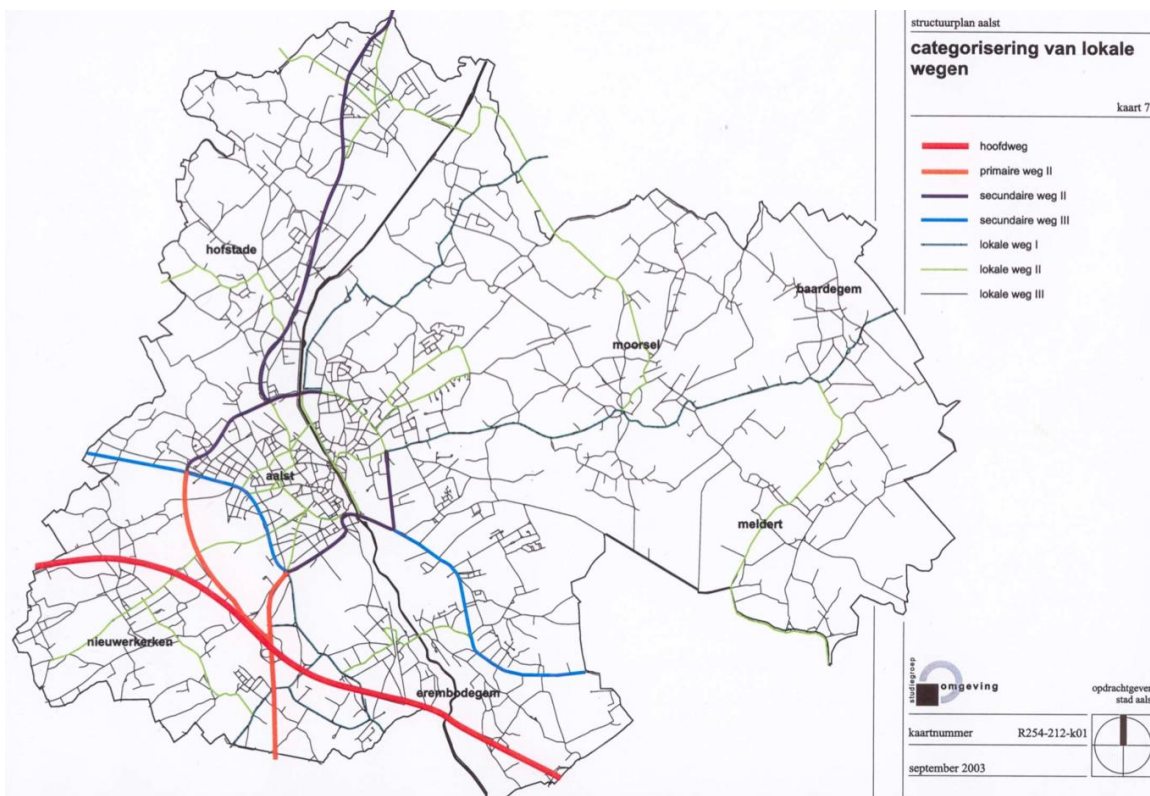 structuurplan aalst
categorisering van lokale
wegen
kaart 7
hoofdweg
primaire weg II
secundaire weg II
secundaire weg III
lokale weg I
lokale weg II
lokale weg III
hofstade
baardegem
moorsel
aalst
meldert
nieuwerkerken
erembodegem
studiegroep
omgeving
opdrachtgever
stad aals
kaartnummer R254-212-k01
september 2003